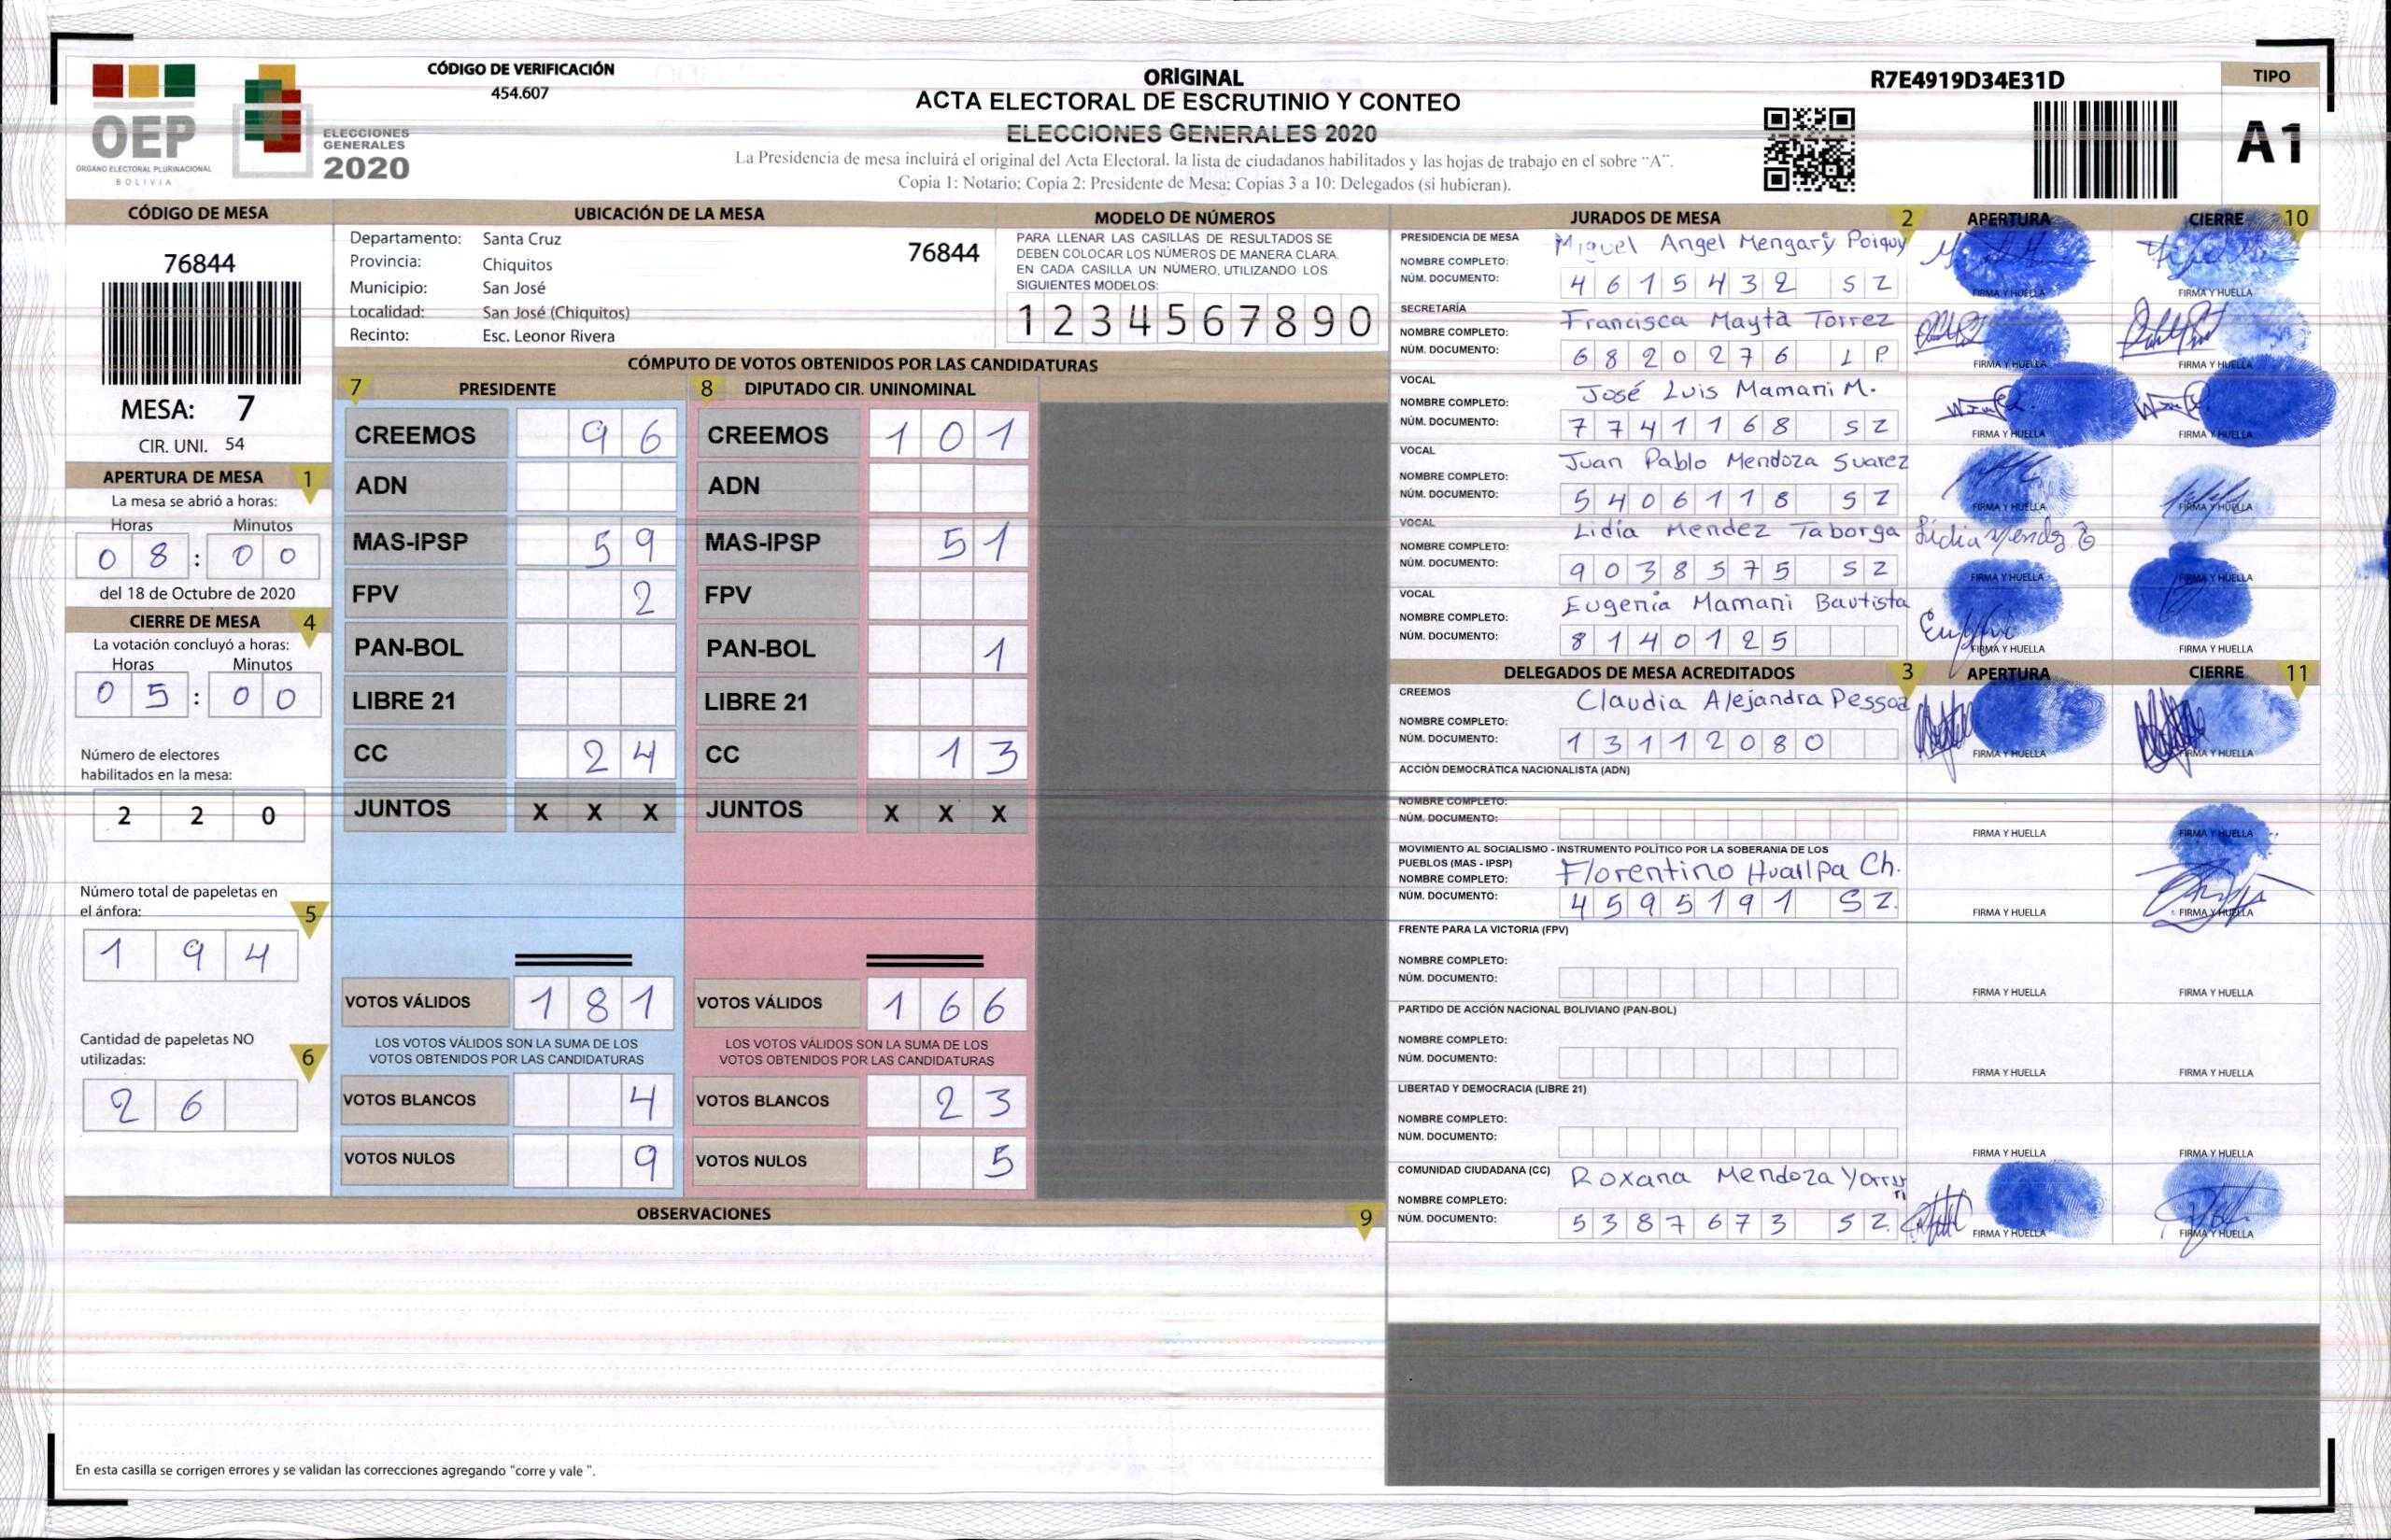 CÓDIGO DE VERIFICACIÓN
454.607
OEP
ÓRGANO ELECTORAL PLURINACIONAL
BOLIVIA
ELECCIONES
GENERALES
2020
ORIGINAL
ACTA ELECTORAL DE ESCRUTINIO Y CONTEO
ELECCIONES GENERALES 2020
La Presidencia de mesa incluirá el original del Acta Electoral. la lista de ciudadanos habilitados y las hojas de trabajo en el sobre "A".
Copia 1: Notario; Copia 2: Presidente de Mesa; Copias 3 a 10: Delegados (si hubieran).
R7E4919D34E31D
TIPO
A1
CÓDIGO DE MESA
76844
MESA: 7
CIR. UNI. 54
APERTURA DE MESA 1
La mesa se abrió a horas:
Horas Minutos
08 : 00
del 18 de Octubre de 2020
CIERRE DE MESA 4
La votación concluyó a horas:
Horas Minutos
05 : 00
Número de electores
habilitados en la mesa:
220
Número total de papeletas en
el ánfora: 5
194
Cantidad de papeletas NO
utilizadas: 6
26
UBICACIÓN DE LA MESA
Departamento: Santa Cruz 76844
Provincia: Chiquitos
Municipio: San José
Localidad: San José (Chiquitos)
Recinto: Esc. Leonor Rivera
MODELO DE NÚMEROS
PARA LLENAR LAS CASILLAS DE RESULTADOS SE
DEBEN COLOCAR LOS NÚMEROS DE MANERA CLARA.
EN CADA CASILLA UN NÚMERO, UTILIZANDO LOS
SIGUIENTES MODELOS:
1234567890
CÓMPUTO DE VOTOS OBTENIDOS POR LAS CANDIDATURAS
7 PRESIDENTE 8 DIPUTADO CIR. UNINOMINAL
CREEMOS 96 CREEMOS 101
ADN ADN
MAS-IPSP 59 MAS-IPSP 51
FPV 2 FPV
PAN-BOL PAN-BOL 1
LIBRE 21 LIBRE 21
CC 24 CC 13
JUNTOS X X X JUNTOS X X X
VOTOS VÁLIDOS 181 VOTOS VÁLIDOS 166
LOS VOTOS VÁLIDOS SON LA SUMA DE LOS LOS VOTOS VÁLIDOS SON LA SUMA DE LOS
VOTOS OBTENIDOS POR LAS CANDIDATURAS VOTOS OBTENIDOS POR LAS CANDIDATURAS
VOTOS BLANCOS 4 VOTOS BLANCOS 23
VOTOS NULOS 9 VOTOS NULOS 5
OBSERVACIONES 9
En esta casilla se corrigen errores y se validan las correcciones agregando "corre y vale ".
JURADOS DE MESA 2 APERTURA CIERRE 10
PRESIDENCIA DE MESA Miguel Angel Mengary Poiquy
NOMBRE COMPLETO:
NÚM. DOCUMENTO: 4615432 SZ FIRMA Y HUELLA FIRMA Y HUELLA
SECRETARÍA Francisca Mayta Torrez
NOMBRE COMPLETO:
NÚM. DOCUMENTO: 6820276 LP FIRMA Y HUELLA FIRMA Y HUELLA
VOCAL José Luis Mamani M.
NOMBRE COMPLETO:
NÚM. DOCUMENTO: 7741168 SZ FIRMA Y HUELLA FIRMA Y HUELLA
VOCAL Juan Pablo Mendoza Suarez
NOMBRE COMPLETO:
NÚM. DOCUMENTO: 5406118 SZ FIRMA Y HUELLA FIRMA Y HUELLA
VOCAL Lidia Mendez Taborga
NOMBRE COMPLETO:
NÚM. DOCUMENTO: 9038575 SZ FIRMA Y HUELLA FIRMA Y HUELLA
VOCAL Eugenia Mamani Bautista
NOMBRE COMPLETO:
NÚM. DOCUMENTO: 8140125 FIRMA Y HUELLA FIRMA Y HUELLA
DELEGADOS DE MESA ACREDITADOS 3 APERTURA CIERRE 11
CREEMOS Claudia Alejandra Pessoa
NOMBRE COMPLETO:
NÚM. DOCUMENTO: 13112080 FIRMA Y HUELLA FIRMA Y HUELLA
ACCIÓN DEMOCRÁTICA NACIONALISTA (ADN)
NOMBRE COMPLETO:
NÚM. DOCUMENTO: FIRMA Y HUELLA FIRMA Y HUELLA
MOVIMIENTO AL SOCIALISMO - INSTRUMENTO POLÍTICO POR LA SOBERANIA DE LOS
PUEBLOS (MAS - IPSP) Florentino Huallpa Ch.
NOMBRE COMPLETO:
NÚM. DOCUMENTO: 4595191 SZ. FIRMA Y HUELLA FIRMA Y HUELLA
FRENTE PARA LA VICTORIA (FPV)
NOMBRE COMPLETO:
NÚM. DOCUMENTO: FIRMA Y HUELLA FIRMA Y HUELLA
PARTIDO DE ACCIÓN NACIONAL BOLIVIANO (PAN-BOL)
NOMBRE COMPLETO:
NÚM. DOCUMENTO: FIRMA Y HUELLA FIRMA Y HUELLA
LIBERTAD Y DEMOCRACIA (LIBRE 21)
NOMBRE COMPLETO:
NÚM. DOCUMENTO: FIRMA Y HUELLA FIRMA Y HUELLA
COMUNIDAD CIUDADANA (CC) Roxana Mendoza
NOMBRE COMPLETO:
NÚM. DOCUMENTO: 5387673 SZ. FIRMA Y HUELLA FIRMA Y HUELLA